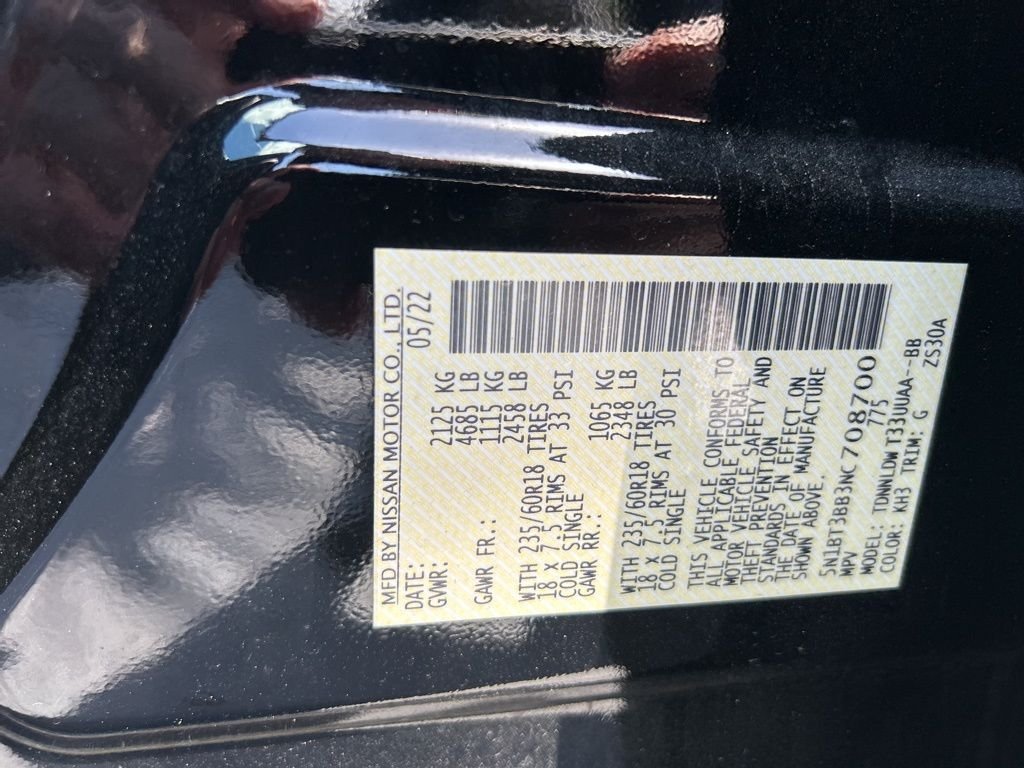 MFD BY NISSAN MOTOR CO., LTD.
DATE: 05/22
GVWR: 2125 KG
4685 LB
GAWR FR.: 1115 KG
2458 LB
WITH 235/60R18 TIRES
18 x 7.5 RIMS AT 33 PSI
COLD SINGLE
GAWR RR.: 1065 KG
2348 LB
WITH 235/60R18 TIRES
18 x 7.5 RIMS AT 30 PSI
COLD SINGLE
THIS VEHICLE CONFORMS TO
ALL APPLICABLE FEDERAL
MOTOR VEHICLE SAFETY AND
THEFT PREVENTION
STANDARDS IN EFFECT ON
THE DATE OF MANUFACTURE
SHOWN ABOVE.
5N1BT3BB3NC708700
MPV 775
MODEL: TDNNLDWT33UUAA--BB
COLOR: KH3 TRIM: G ZS30A